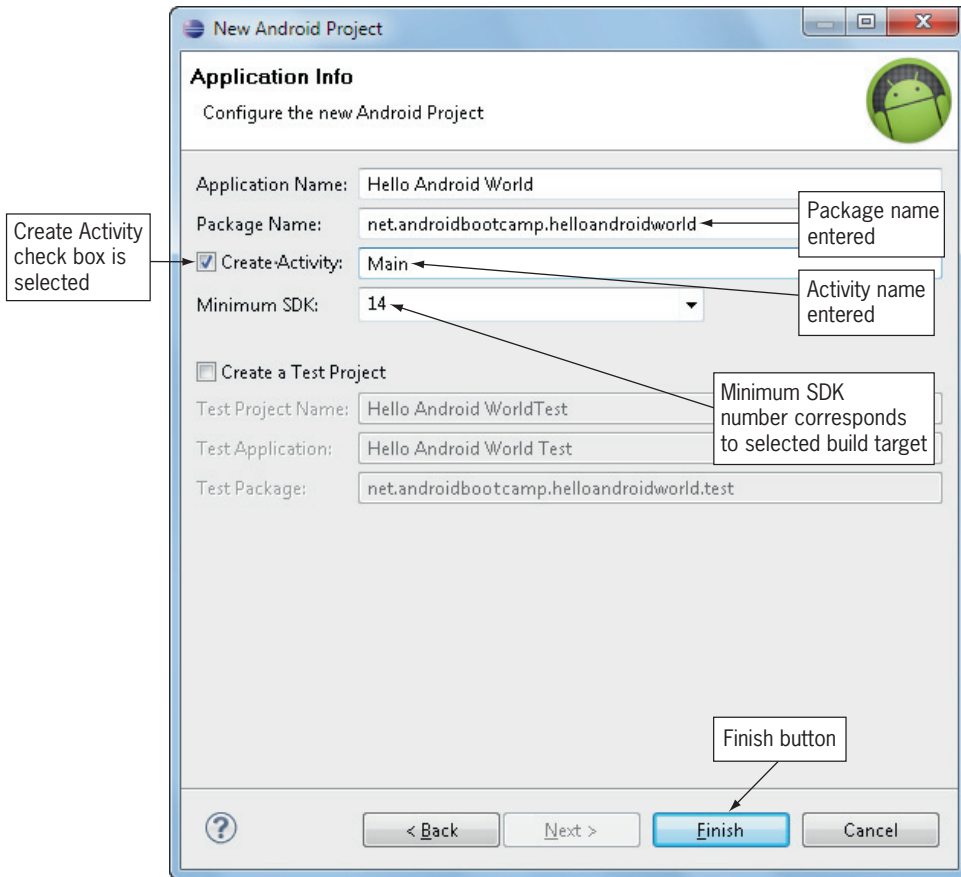 New Android Project
Application Info
Configure the new Android Project
Application Name: Hello Android World
Package Name: net.androidbootcamp.helloandroidworld
Package name
entered
Create Activity
check box is
selected
Create Activity: Main
Activity name
entered
Minimum SDK: 14
Create a Test Project
Minimum SDK
number corresponds
to selected build target
Test Project Name: Hello Android WorldTest
Test Application: Hello Android World Test
Test Package: net.androidbootcamp.helloandroidworld.test
Finish button
?
< Back
Next >
Finish
Cancel